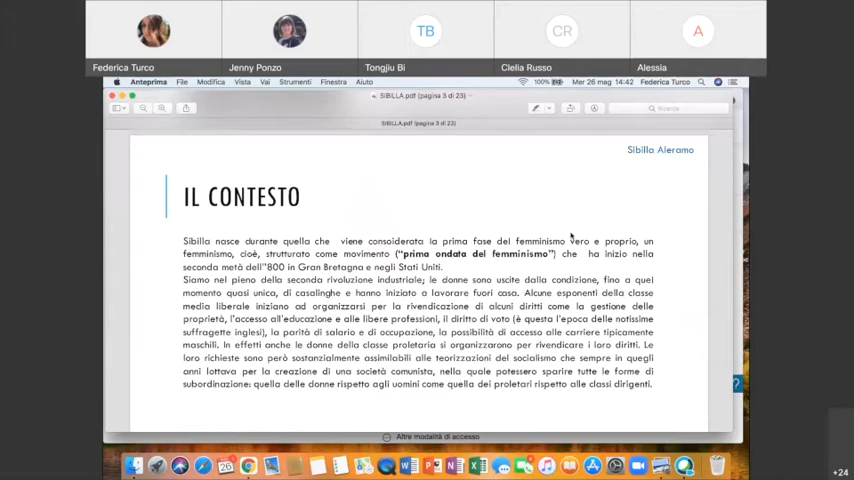 TB
CR
A
Federica Turco
Jenny Ponzo
Tongjiu Bi
Clelia Russo
Alessia
Anteprima File Modifica Vista Vai Strumenti Finestra Aiuto 100% Mer 26 mag 14:42 Federica Turco
SIBILLA.pdf (pagina 3 di 23)
Ricerca
SIBILLA.pdf (pagina 3 di 23)
Sibilla Aleramo
IL CONTESTO
Sibilla nasce durante quella che viene consoiderata la prima fase del femminismo vero e proprio, un
femminismo, cioè, strutturato come movimento ("prima ondata del femminismo") che ha inizio nella
seconda metà dell''800 in Gran Bretagna e negli Stati Uniti.
Siamo nel pieno della seconda rivoluzione industriale; le donne sono uscite dalla condizione, fino a quel
momento quasi unica, di casalinghe e hanno iniziato a lavorare fuori casa. Alcune esponenti della classe
media liberale iniziano ad organizzarsi per la rivendicazione di alcuni diritti come la gestione delle
proprietà, l'accesso all'educazione e alle libere professioni, il diritto di voto (è questa l'epoca delle notissime
suffragette inglesi), la parità di salario e di occupazione, la possibilità di accesso alle carriere tipicamente
maschili. In effetti anche le donne della classe proletaria si organizzarono per rivendicare i loro diritti. Le
loro richieste sono però sostanzialmente assimilabili alle teorizzazioni del socialismo che sempre in quegli
anni lottava per la creazione di una società comunista, nella quale potessero sparire tutte le forme di
subordinazione: quella delle donne rispetto agli uomini come quella dei proletari rispetto alle classi dirigenti.
?
Altre modalità di accesso
26
+24